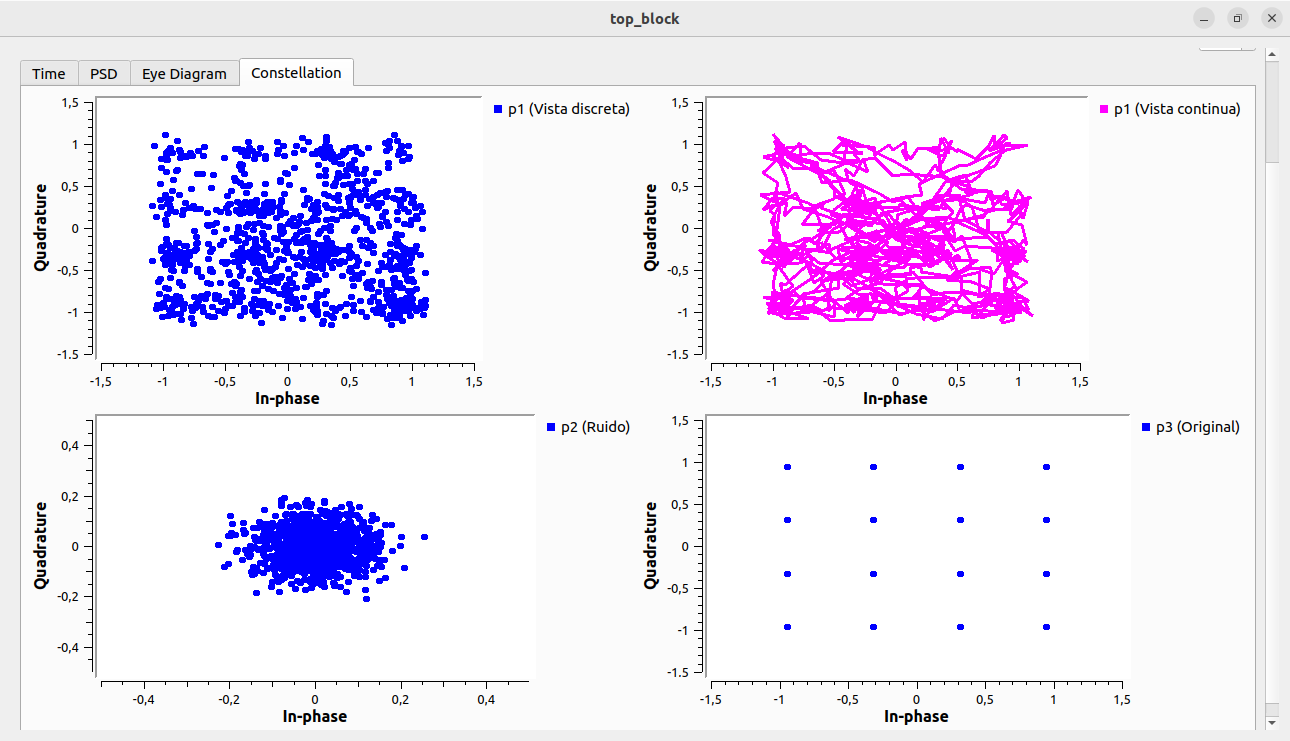 top_block
Time PSD Eye Diagram Constellation
p1 (Vista discreta)
1,5
1
0,5
0
-0,5
-1
-1.5
Quadrature
-1,5 -1 -0,5 0 0,5 1 1,5
In-phase
p1 (Vista continua)
1,5
1
0,5
0
-0,5
-1
-1.5
Quadrature
-1,5 -1 -0,5 0 0,5 1 1,5
In-phase
p2 (Ruido)
0,4
0,2
0
-0,2
-0,4
Quadrature
-0,4 -0,2 0 0,2 0,4
In-phase
p3 (Original)
1,5
1
0,5
0
-0,5
-1
-1.5
Quadrature
-1,5 -1 -0,5 0 0,5 1 1,5
In-phase